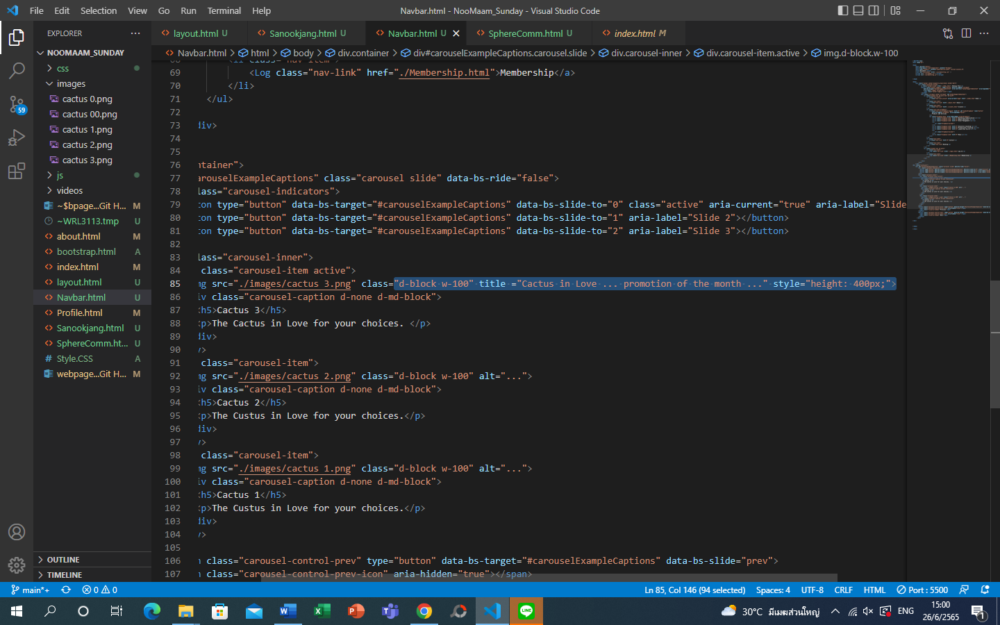 File Edit Selection View Go Run Terminal Help Navbar.html - NooMaam_Sunday - Visual Studio Code
EXPLORER ···
layout.html U Sanookjang.html U Navbar.html U SphereComm.html U index.html M ···
Navbar.html > html > body > div.container > div#carouselExampleCaptions.carousel.slide > div.carousel-inner > div.carousel-item.active > img.d-block.w-100
NOOMAAM_SUNDAY
css
images
cactus 0.png
cactus 00.png
cactus 1.png
cactus 2.png
cactus 3.png
js
videos
~$bpage...Git H... M
~WRL3113.tmp U
about.html M
bootstrap.html A
index.html M
layout.html U
Navbar.html U
Profile.html M
Sanookjang.html U
SphereComm.ht... U
Style.CSS A
webpage...Git H... M
OUTLINE
TIMELINE
59
69 <Log class="nav-link" href="./Membership.html">Membership</a>
70 </li>
71 </ul>
72
73 div>
74
75
76 ntainer">
77 arouselExampleCaptions" class="carousel slide" data-bs-ride="false">
78 lass="carousel-indicators">
79 ton type="button" data-bs-target="#carouselExampleCaptions" data-bs-slide-to="0" class="active" aria-current="true" aria-label="Slide
80 ton type="button" data-bs-target="#carouselExampleCaptions" data-bs-slide-to="1" aria-label="Slide 2"></button>
81 ton type="button" data-bs-target="#carouselExampleCaptions" data-bs-slide-to="2" aria-label="Slide 3"></button>
82
83 lass="carousel-inner">
84 class="carousel-item active">
85 mg src="./images/cactus 3.png" class="d-block w-100" title ="Cactus in Love ... promotion of the month ..." style="height: 400px;">
86 iv class="carousel-caption d-none d-md-block">
87 <h5>Cactus 3</h5>
88 <p>The Cactus in Love for your choices. </p>
89 div>
90 v>
91 class="carousel-item">
92 mg src="./images/cactus 2.png" class="d-block w-100" alt="...">
93 iv class="carousel-caption d-none d-md-block">
94 <h5>Cactus 2</h5>
95 <p>The Custus in Love for your choices.</p>
96 div>
97 v>
98 class="carousel-item">
99 mg src="./images/cactus 1.png" class="d-block w-100" alt="...">
100 iv class="carousel-caption d-none d-md-block">
101 <h5>Cactus 1</h5>
102 <p>The Custus in Love for your choices.</p>
103 div>
104 v>
105
106 n class="carousel-control-prev" type="button" data-bs-target="#carouselExampleCaptions" data-bs-slide="prev">
107 n class="carousel-control-prev-icon" aria-hidden="true"></span>
main*+ 0 0 Ln 85, Col 146 (94 selected) Spaces: 4 UTF-8 CRLF HTML Port : 5500
30°C มีเมฆส่วนใหญ่ ENG 15:00
26/6/2565
1